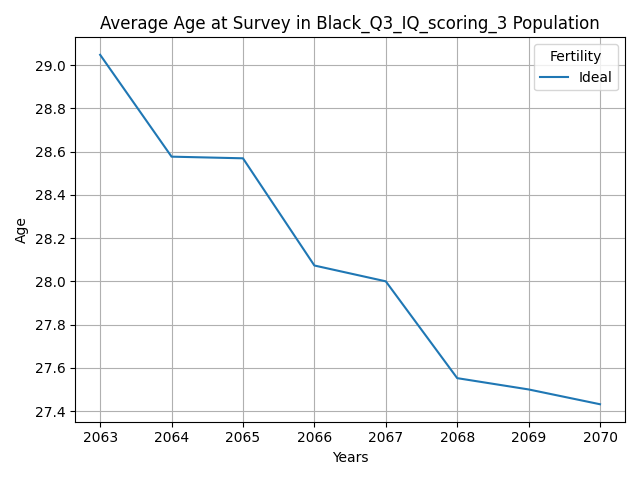 Average Age at Survey in Black_Q3_IQ_scoring_3 Population
Fertility
Ideal
29.0
28.8
28.6
28.4
28.2
28.0
27.8
27.6
27.4
Age
2063 2064 2065 2066 2067 2068 2069 2070
Years